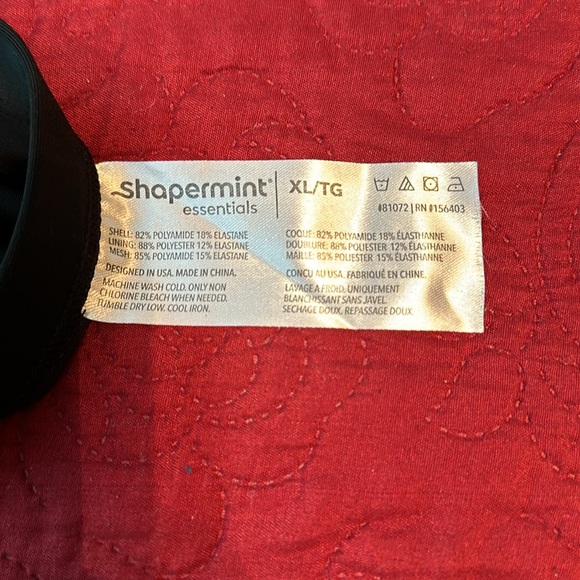 Shapermint®
essentials
XL/TG
#81072 | RN #156403
SHELL: 82% POLYAMIDE 18% ELASTANE
LINING: 88% POLYESTER 12% ELASTANE
MESH: 85% POLYAMIDE 15% ELASTANE
DESIGNED IN USA. MADE IN CHINA.
MACHINE WASH COLD. ONLY NON
CHLORINE BLEACH WHEN NEEDED.
TUMBLE DRY LOW. COOL IRON.
COQUE: 82% POLYAMIDE 18% ÉLASTHANNE
DOUBLURE: 88% POLYESTER 12% ÉLASTHANNE
MAILLE: 85% POLYESTER 15% ÉLASTHANNE.
CONÇU AU USA. FABRIQUÉ EN CHINE.
LAVAGE A FROID, UNIQUEMENT
BLANCHISSANT SANS JAVEL.
SECHAGE DOUX, REPASSAGE DOUX.